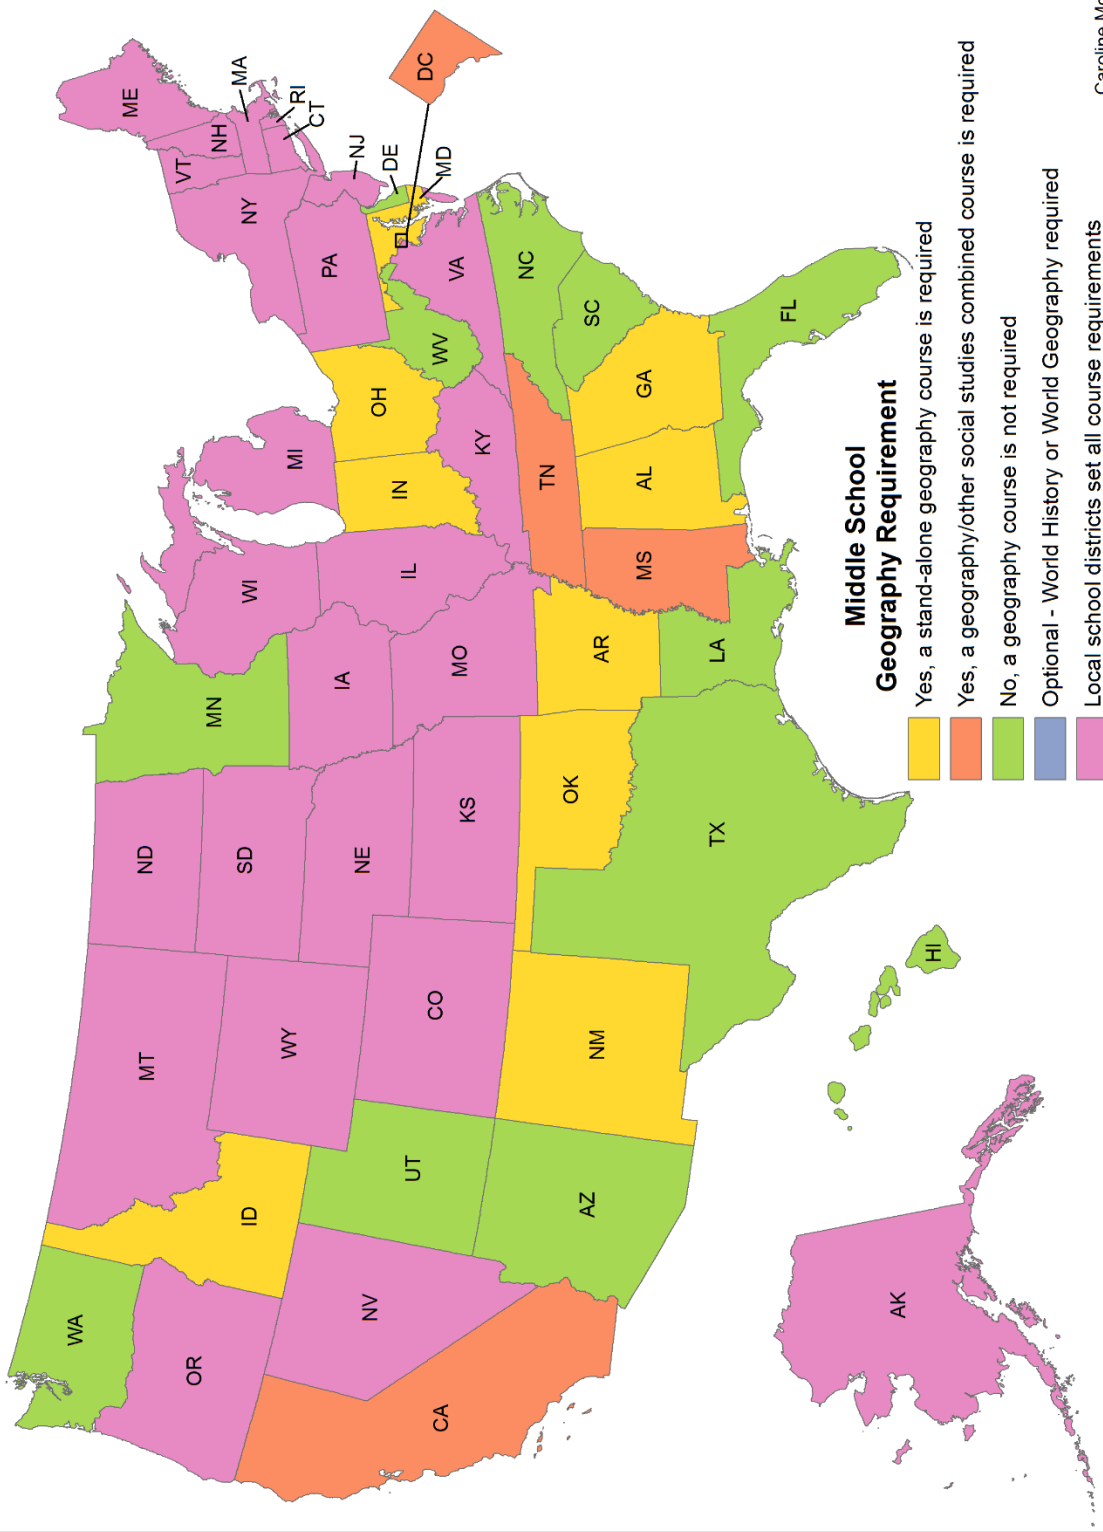 WA
OR
CA
NV
ID
MT
WY
UT
AZ
CO
NM
ND
SD
NE
KS
OK
TX
MN
IA
MO
AR
LA
WI
IL
MI
IN
OH
KY
TN
MS
AL
GA
FL
SC
NC
VA
WV
PA
NY
VT
NH
ME
MA
RI
CT
NJ
DE
MD
DC
AK
HI
Middle School
Geography Requirement
Yes, a stand-alone geography course is required
Yes, a geography/other social studies combined course is required
No, a geography course is not required
Optional - World History or World Geography required
Local school districts set all course requirements
Caroline